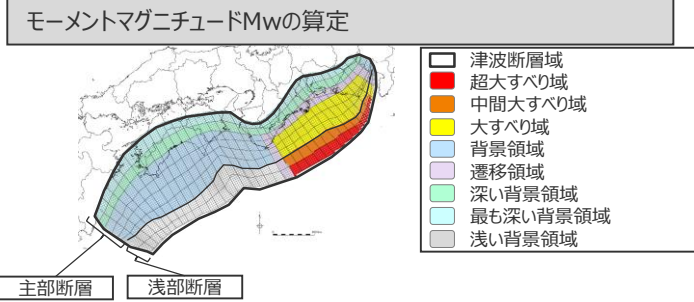 モーメントマグニチュードMwの算定
津波断層域
超大すべり域
中間大すべり域
大すべり域
背景領域
遷移領域
深い背景領域
最も深い背景領域
浅い背景領域
主部断層
浅部断層